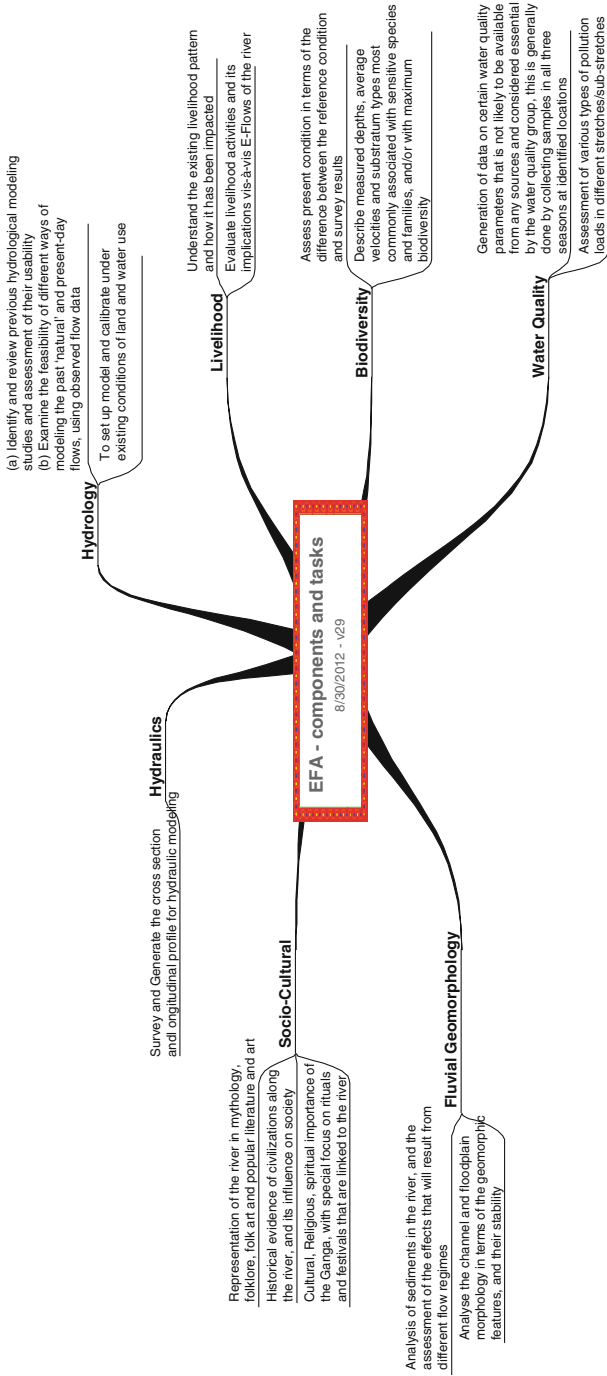 EFA - components and tasks
8/30/2012 - v29
Hydrology
(a) Identify and review previous hydrological modeling
studies and assessment of their usability
(b) Examine the feasibility of different ways of
modeling the past 'natural' and present-day
flows, using observed flow data
To set up model and calibrate under
existing conditions of land and water use
Livelihood
Understand the existing livelihood pattern
and how it has been impacted
Evaluate livelihood activities and its
implications vis-à-vis E-Flows of the river
Biodiversity
Assess present condition in terms of the
difference between the reference condition
and survey results
Describe measured depths, average
velocities and substratum types most
commonly associated with sensitive species
and families, and/or with maximum
biodiversity
Water Quality
Generation of data on certain water quality
parameters that is not likely to be available
from any sources and considered essential
by the water quality group, this is generally
done by collecting samples in all three
seasons at identified locations
Assessment of various types of pollution
loads in different stretches/sub-stretches
Hydraulics
Survey and Generate the cross section
andl ongitudinal profile for hydraulic modeling
Socio-Cultural
Representation of the river in mythology,
folklore, folk art and popular literature and art
Historical evidence of civilizations along
the river, and its influence on society
Cultural, Religious, spiritual importance of
the Ganga, with special focus on rituals
and festivals that are linked to the river
Fluvial Geomorphology
Analysis of sediments in the river, and the
assessment of the effects that will result from
different flow regimes
Analyse the channel and floodplain
morphology in terms of the geomorphic
features, and their stability